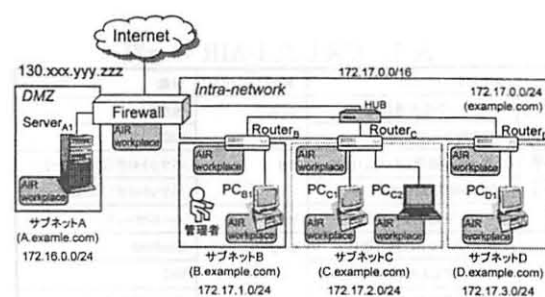 Internet
130.xxx.yyy.zzz
172.17.0.0/16
DMZ
Intra-network
172.17.0.0/24
(example.com)
HUB
Firewall
ServerA1
RouterB
RouterC
Router
AIR
workplace
AIR
workplace
AIR
workplace
AIR
workplace
AIR
workplace
PCB1
PCC1
PCC2
PCD1
管理者
AIR
workplace
AIR
workplace
AIR
workplace
AIR
workplace
サブネットA
(A.examle.com)
172.16.0.0/24
サブネットB
(B.example.com)
172.17.1.0/24
サブネットC
(C.example.com)
172.17.2.0/24
サブネットD
(D.example.com)
172.17.3.0/24